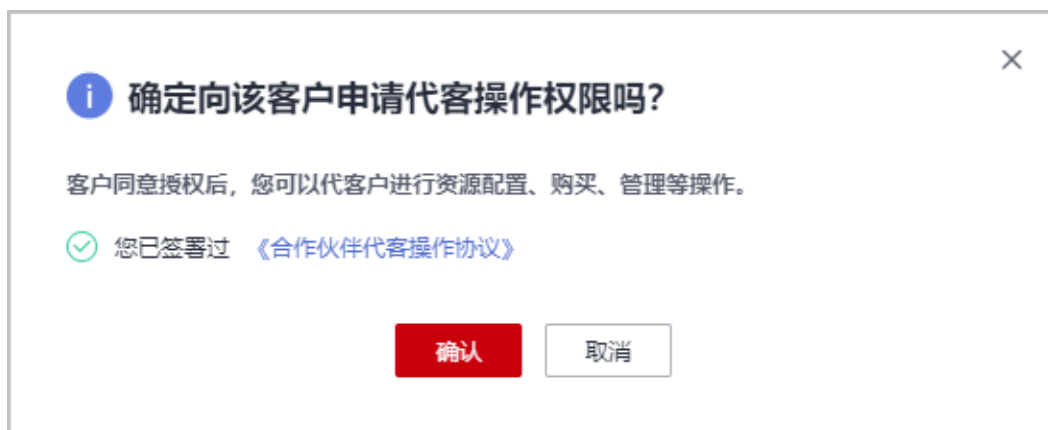 确定向该客户申请代客操作权限吗？
客户同意授权后，您可以代客户进行资源配置、购买、管理等操作。
您已签署过 《合作伙伴代客操作协议》
确认 取消